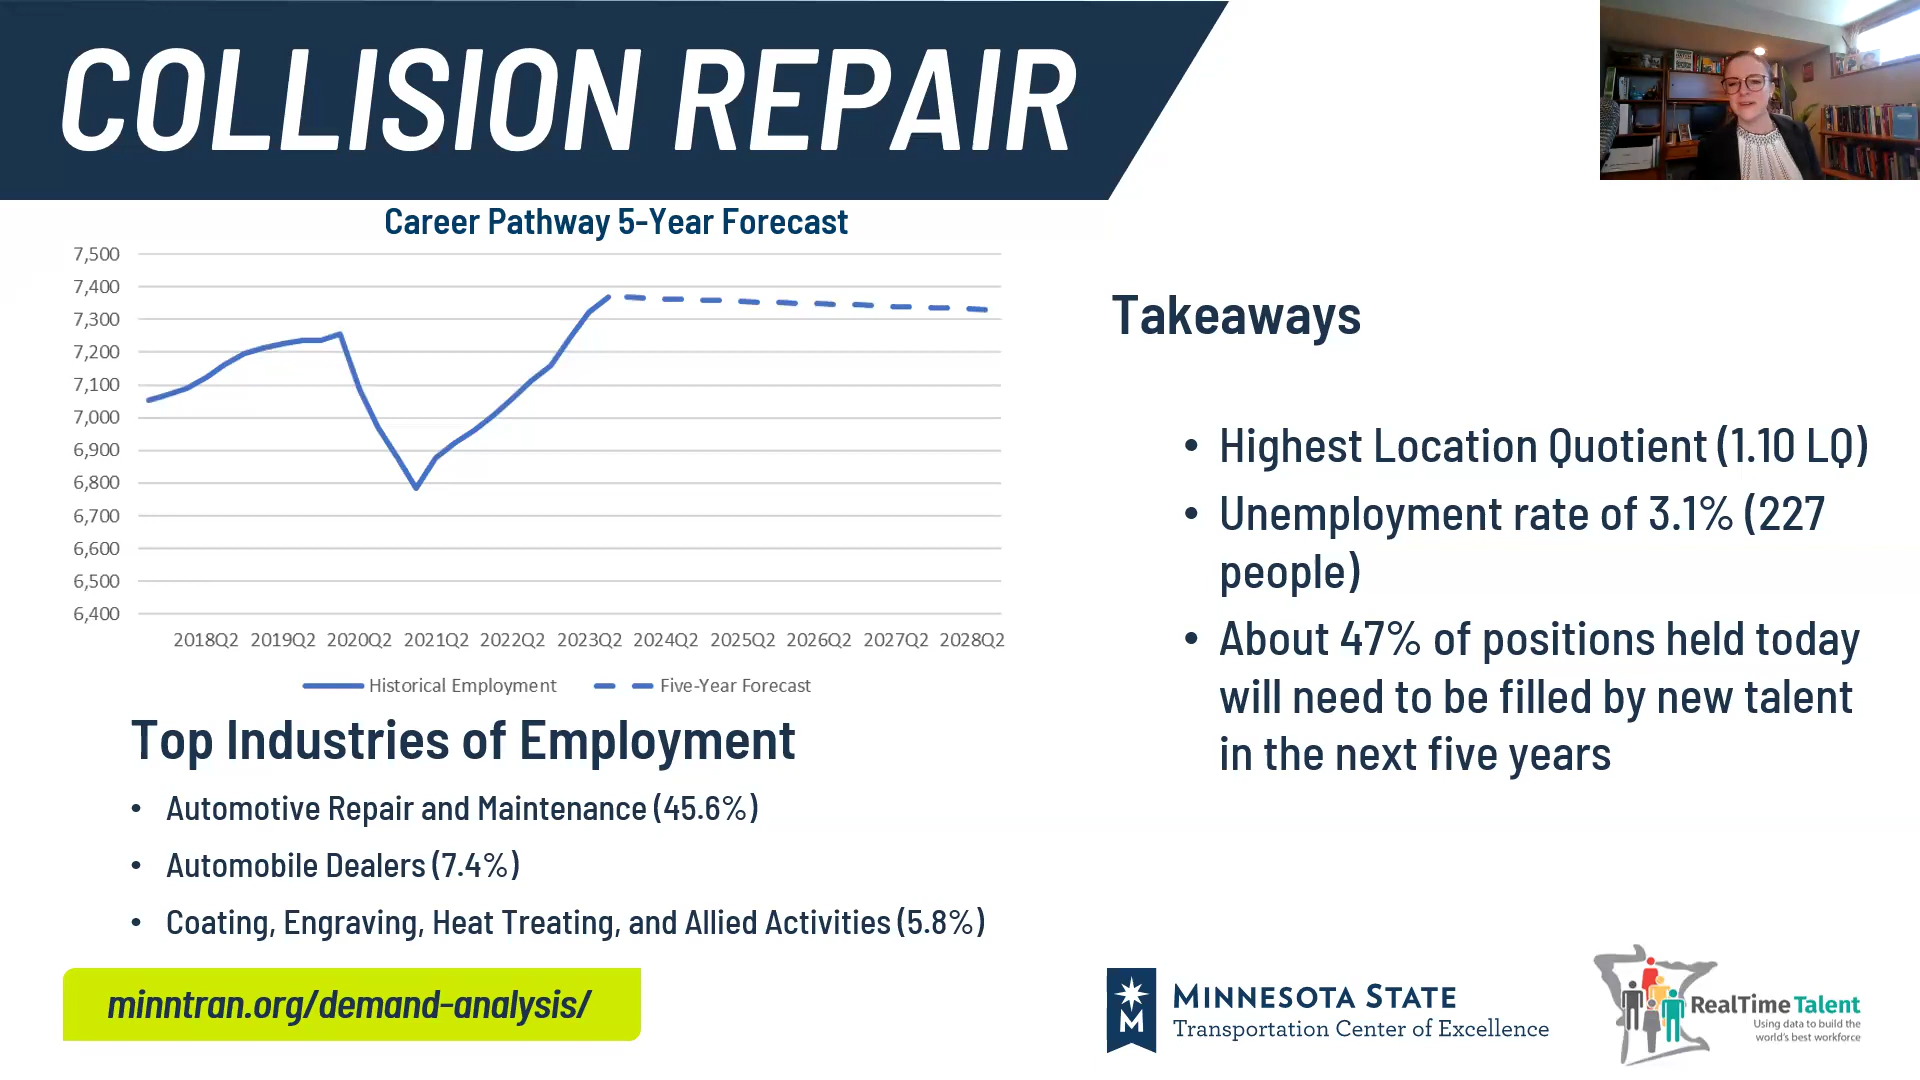 COLLISION REPAIR
Career Pathway 5-Year Forecast
7,500
7,400
7,300
7,200
7,100
7,000
6,900
6,800
6,700
6,600
6,500
6,400
2018Q2 2019Q2 2020Q2 2021Q2 2022Q2 2023Q2 2024Q2 2025Q2 2026Q2 2027Q2 2028Q2
Historical Employment Five-Year Forecast
Top Industries of Employment
• Automotive Repair and Maintenance (45.6%)
• Automobile Dealers (7.4%)
• Coating, Engraving, Heat Treating, and Allied Activities (5.8%)
minntran.org/demand-analysis/
Takeaways
• Highest Location Quotient (1.10 LQ)
• Unemployment rate of 3.1% (227
people)
• About 47% of positions held today
will need to be filled by new talent
in the next five years
M
MINNESOTA STATE
Transportation Center of Excellence
RealTime Talent
Using data to build the
world's best workforce